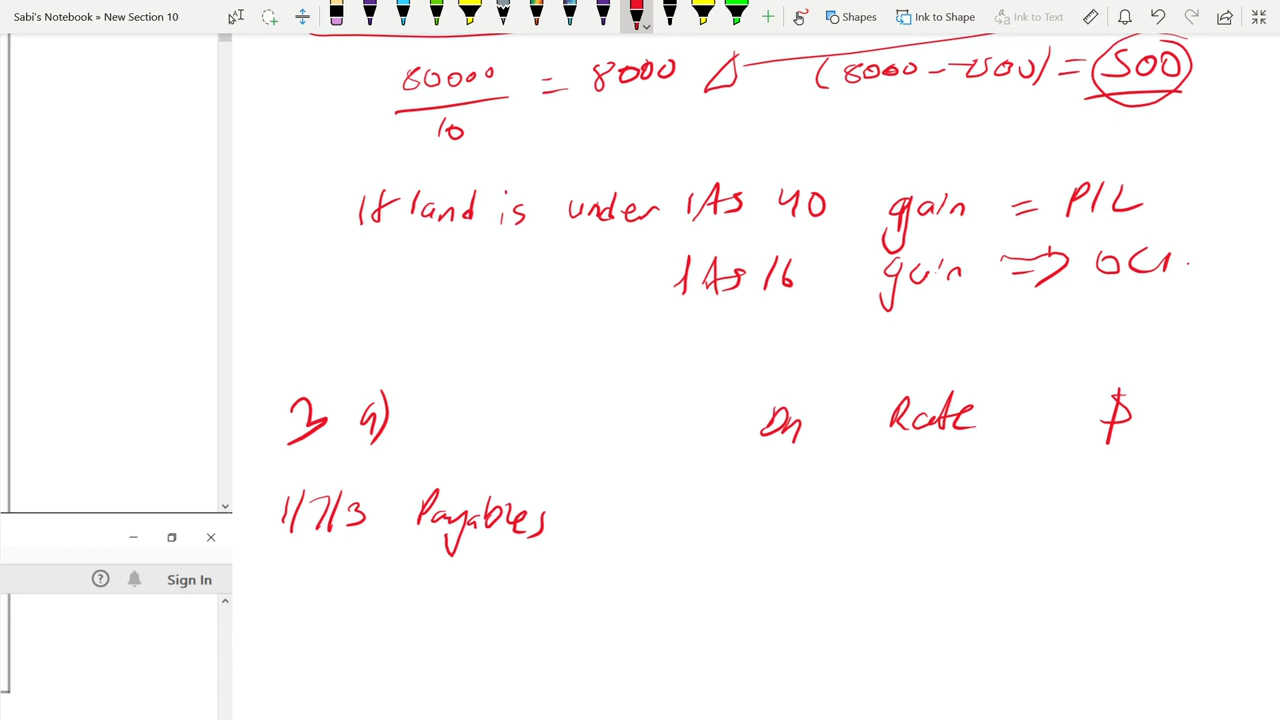 Sabi's Notebook » New Section 10
Shapes
Ink to Shape
Ink to Text
80000 = 8000 (8000 - 7500) = 500
10
If land is under IAS 40 gain = P/L
IAS 16 gain ⇒ OCI.
3 a) Dn Rate $
1/7/3 Payables
Sign In